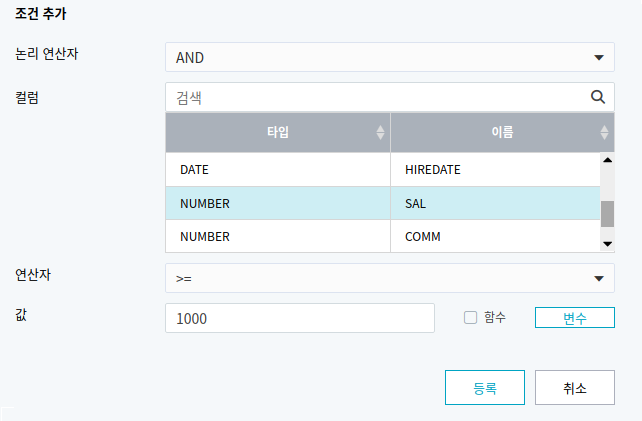 조건 추가
논리 연산자
AND
컬럼
검색
타입 이름
DATE HIREDATE
NUMBER SAL
NUMBER COMM
연산자
>=
값
1000
함수
변수
등록 취소